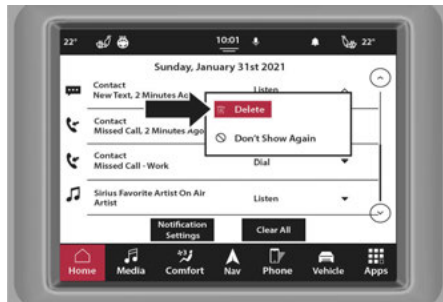 22° 10:01 22°
Sunday, January 31st 2021
Contact
New Text, 2 Minutes Listen
Delete
Contact
Missed Call, 2 Minutes Ago
Don't Show Again
Contact
Missed Call - Work Dial
Sirius Favorite Artist On Air
Artist Listen
Notification
Settings
Clear All
Home Media Comfort Nav Phone Vehicle Apps